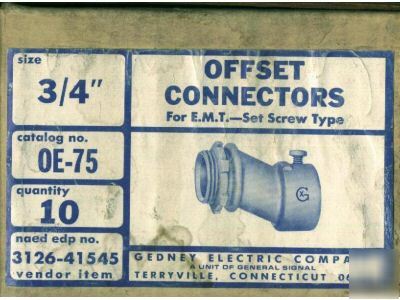 size
3/4"
catalog no.
OE-75
quantity
10
naed edp no.
3126-41545
vendor item
OFFSET
CONNECTORS
For E.M.T.—Set Screw Type
GEDNEY ELECTRIC COMPA
A UNIT OF GENERAL SIGNAL
TERRYVILLE, CONNECTICUT 06